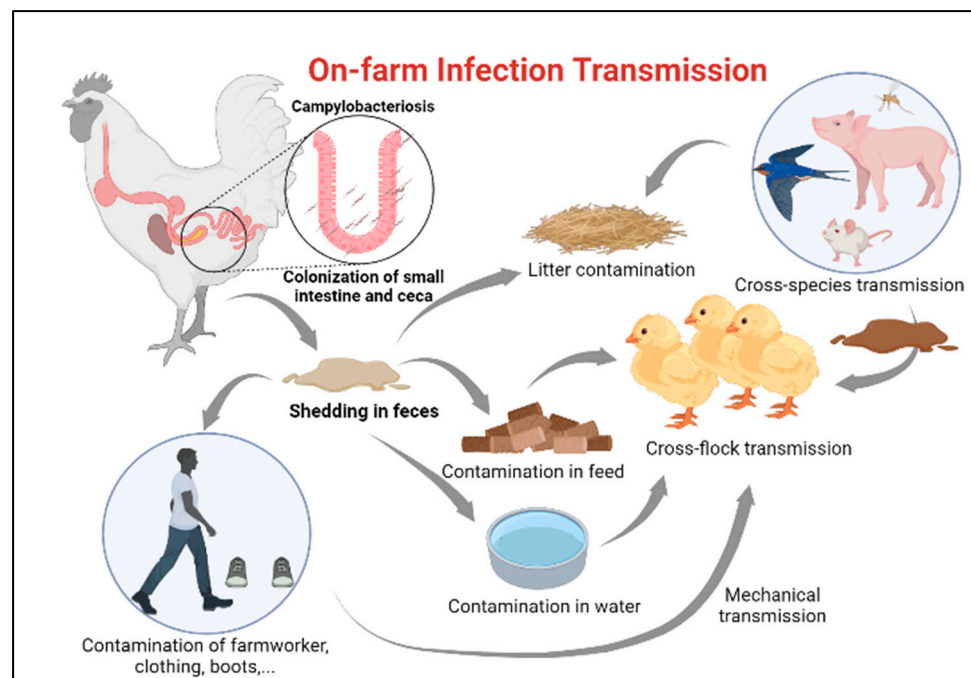 On-farm Infection Transmission
Campylobacteriosis
Colonization of small
intestine and ceca
Litter contamination
Cross-species transmission
Shedding in feces
Contamination in feed
Cross-flock transmission
Contamination in water
Mechanical
transmission
Contamination of farmworker,
clothing, boots,...